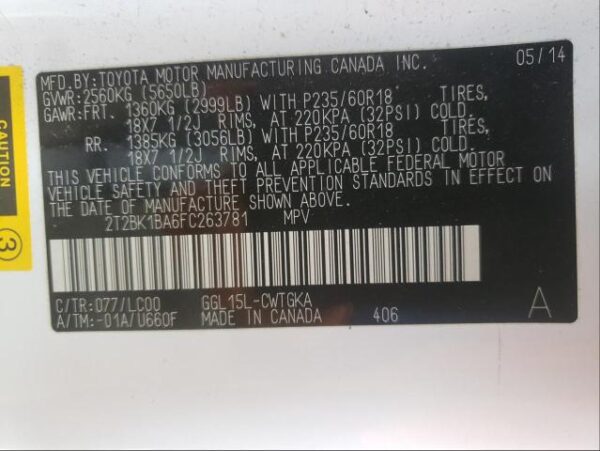 MFD.BY:TOYOTA MOTOR MANUFACTURING CANADA INC. 05/14
GVWR:2560KG (5650LB)
GAWR:FRT. 1360KG (2999LB) WITH P235/60R18 TIRES,
18X7 1/2J RIMS, AT 220KPA (32PSI) COLD.
RR. 1385KG (3056LB) WITH P235/60R18 TIRES,
18X7 1/2J RIMS, AT 220KPA (32PSI) COLD.
THIS VEHICLE CONFORMS TO ALL APPLICABLE FEDERAL MOTOR
VEHICLE SAFETY AND THEFT PREVENTION STANDARDS IN EFFECT
ON THE DATE OF MANUFACTURE SHOWN ABOVE.
2T2BK1BA6FC263781 MPV
C/TR:077/LC00 GGL15L-CWTGKA
A/TM:-01A/U660F MADE IN CANADA 406 A
CAUTION
3